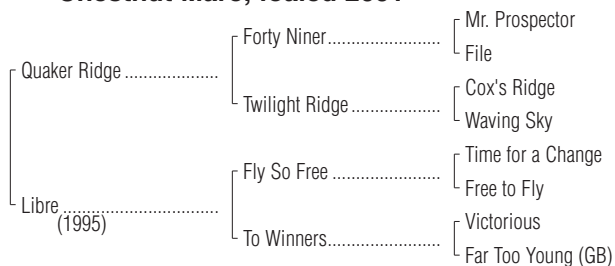 Chestnut Mare; foaled
Mr. Prospector
Forty Niner
File
Quaker Ridge
Cox's Ridge
Twilight Ridge
Waving Sky
Time for a Change
Fly So Free
Free to Fly
Libre
(1995)
Victorious
To Winners
Far Too Young (GB)